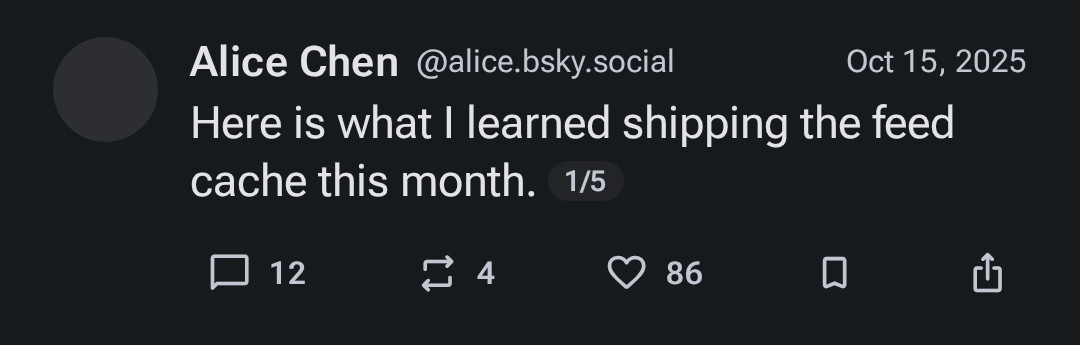 Alice Chen @alice.bsky.social Oct 15, 2025
Here is what I learned shipping the feed
cache this month. 1/5
12 4 86